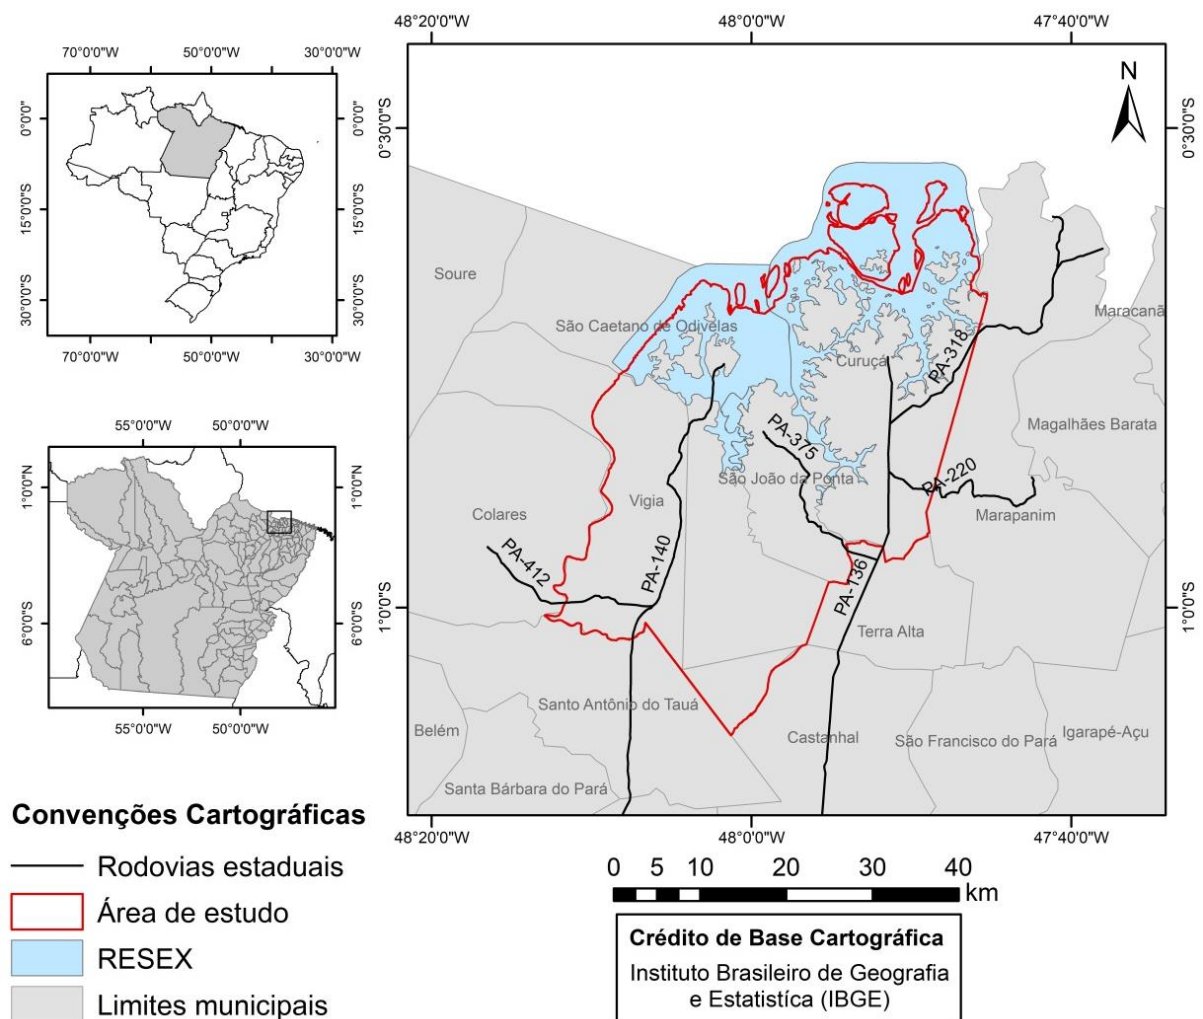 70°0'0"W 50°0'0"W 30°0'0"W
0°0'0"
15°0'0"S
30°0'0"S
0°0'0"
15°0'0"S
30°0'0"S
70°0'0"W 50°0'0"W 30°0'0"W
55°0'0"W 50°0'0"W
1°0'0"N
6°0'0"S
1°0'0"N
6°0'0"S
55°0'0"W 50°0'0"W
48°20'0"W 48°0'0"W 47°40'0"W
N
0°30'0"S
1°0'0"S
0°30'0"S
1°0'0"S
Soure
São Caetano de Odivelas
Maracanã
Curuçá
PA-318
Magalhães Barata
PA-375
São João da Ponta
PA-220
Vigia
Colares
Marapanim
PA-412
PA-140
PA-136
Terra Alta
Santo Antônio do Tauá
Belém
Castanhal
São Francisco do Pará
Igarapé-Açu
Santa Bárbara do Pará
48°20'0"W 48°0'0"W 47°40'0"W
Convenções Cartográficas
Rodovias estaduais
Área de estudo
RESEX
Limites municipais
0 5 10 20 30 40
km
Crédito de Base Cartográfica
Instituto Brasileiro de Geografia
e Estatistíca (IBGE)